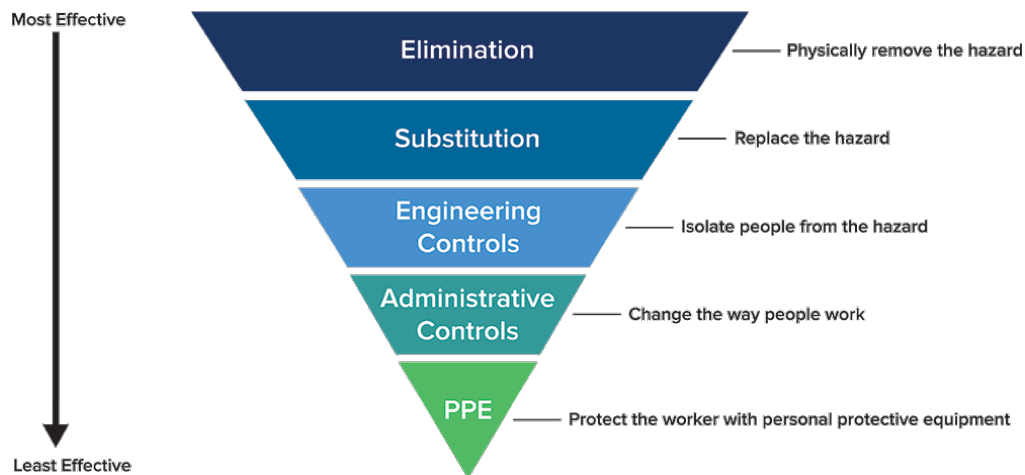 Most Effective
Elimination
Physically remove the hazard
Substitution
Replace the hazard
Engineering
Controls
Isolate people from the hazard
Administrative
Controls
Change the way people work
PPE
Protect the worker with personal protective equipment
Least Effective